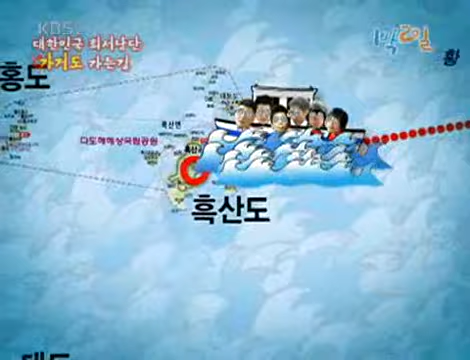 KBS
대한민국 최서남단
가거도 가는길
1박2일
황
홍도
흑산면
다도해해상국립공원
흑산도